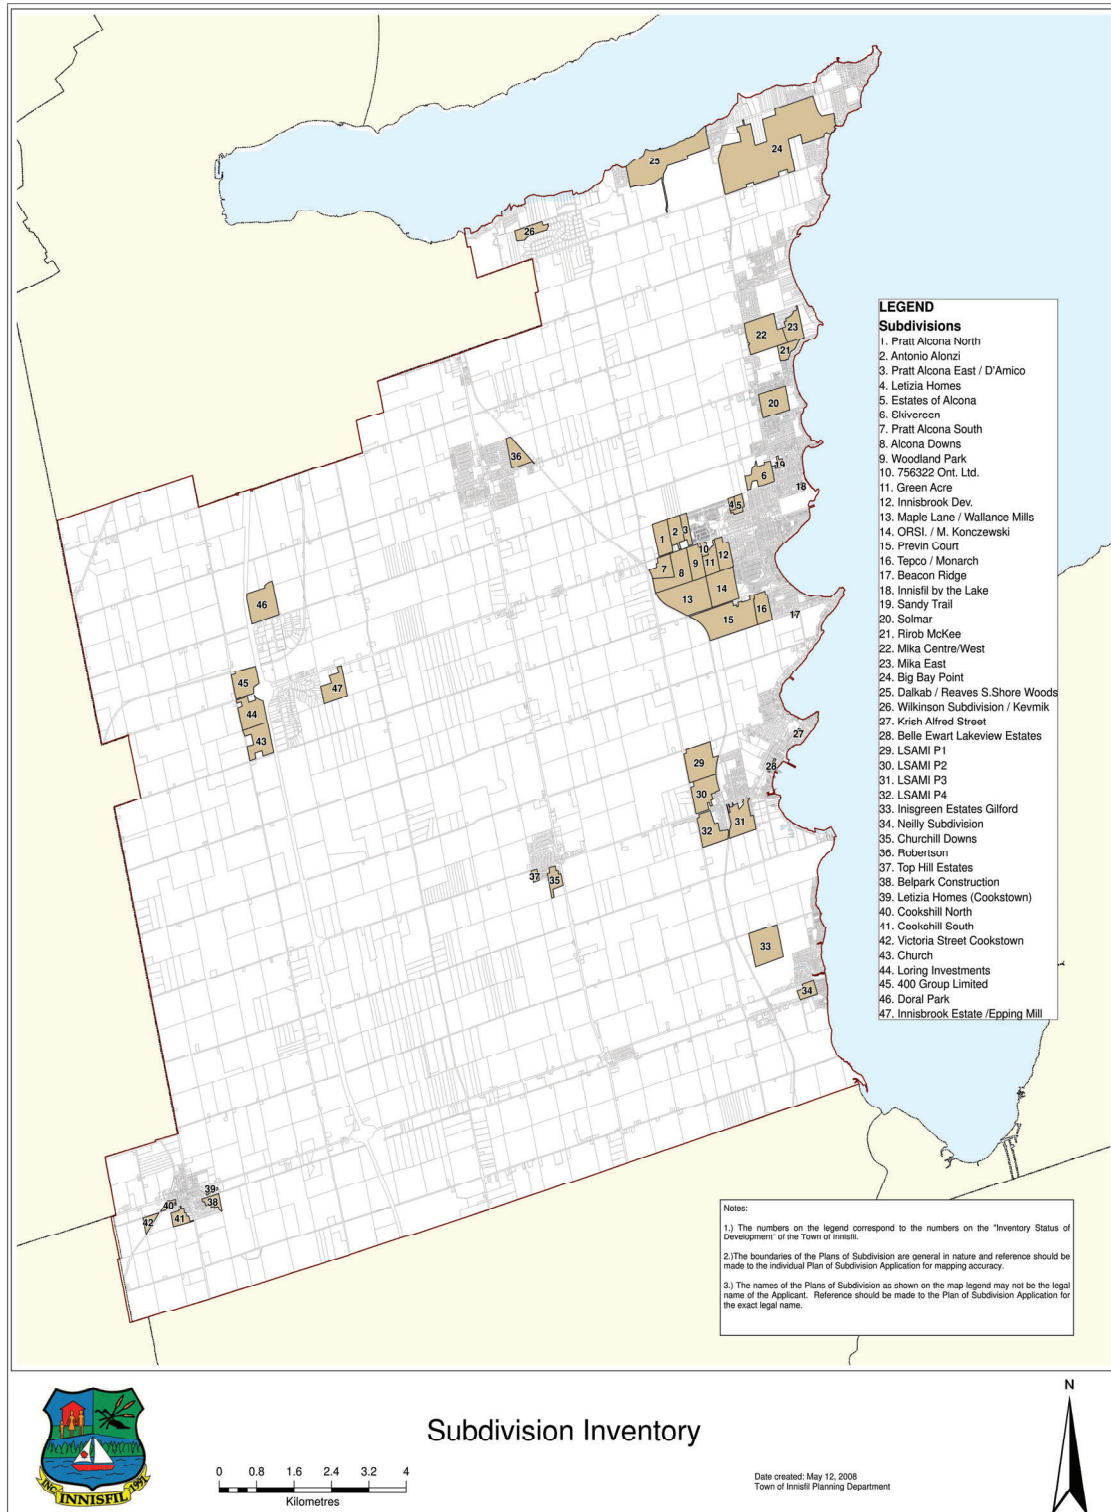 25
24
26
22
23
21
20
36
19
6
18
4
5
1
2
3
10
12
7
8
9
11
14
13
16
15
17
46
45
47
44
43
27
29
28
30
31
32
37
35
33
34
39
40
38
41
42
LEGEND
Subdivisions
1. Pratt Alcona North
2. Antonio Alonzi
3. Pratt Alcona East / D'Amico
4. Letizia Homes
5. Estates of Alcona
6. Skivereen
7. Pratt Alcona South
8. Alcona Downs
9. Woodland Park
10. 756322 Ont. Ltd.
11. Green Acre
12. Innisbrook Dev.
13. Maple Lane / Wallance Mills
14. ORSI. / M. Konczewski
15. Previn Court
16. Tepco / Monarch
17. Beacon Ridge
18. Innisfil by the Lake
19. Sandy Trail
20. Solmar
21. Rirob McKee
22. Mika Centre/West
23. Mika East
24. Big Bay Point
25. Dalkab / Reaves S.Shore Woods
26. Wilkinson Subdivision / Kevmik
27. Krish Alfred Street
28. Belle Ewart Lakeview Estates
29. LSAMI P1
30. LSAMI P2
31. LSAMI P3
32. LSAMI P4
33. Inisgreen Estates Gilford
34. Neilly Subdivision
35. Churchill Downs
36. Robertson
37. Top Hill Estates
38. Belpark Construction
39. Letizia Homes (Cookstown)
40. Cookshill North
41. Cookshill South
42. Victoria Street Cookstown
43. Church
44. Loring Investments
45. 400 Group Limited
46. Doral Park
47. Innisbrook Estate /Epping Mill
Notes:
1.) The numbers on the legend correspond to the numbers on the "Inventory Status of
Development" of the Town of Innisfil.
2.)The boundaries of the Plans of Subdivision are general in nature and reference should be
made to the individual Plan of Subdivision Application for mapping accuracy.
3.) The names of the Plans of Subdivision as shown on the map legend may not be the legal
name of the Applicant. Reference should be made to the Plan of Subdivision Application for
the exact legal name.
INC. INNISFIL 1991
Subdivision Inventory
0 0.8 1.6 2.4 3.2 4
Kilometres
Date created: May 12, 2008
Town of Innisfil Planning Department
N